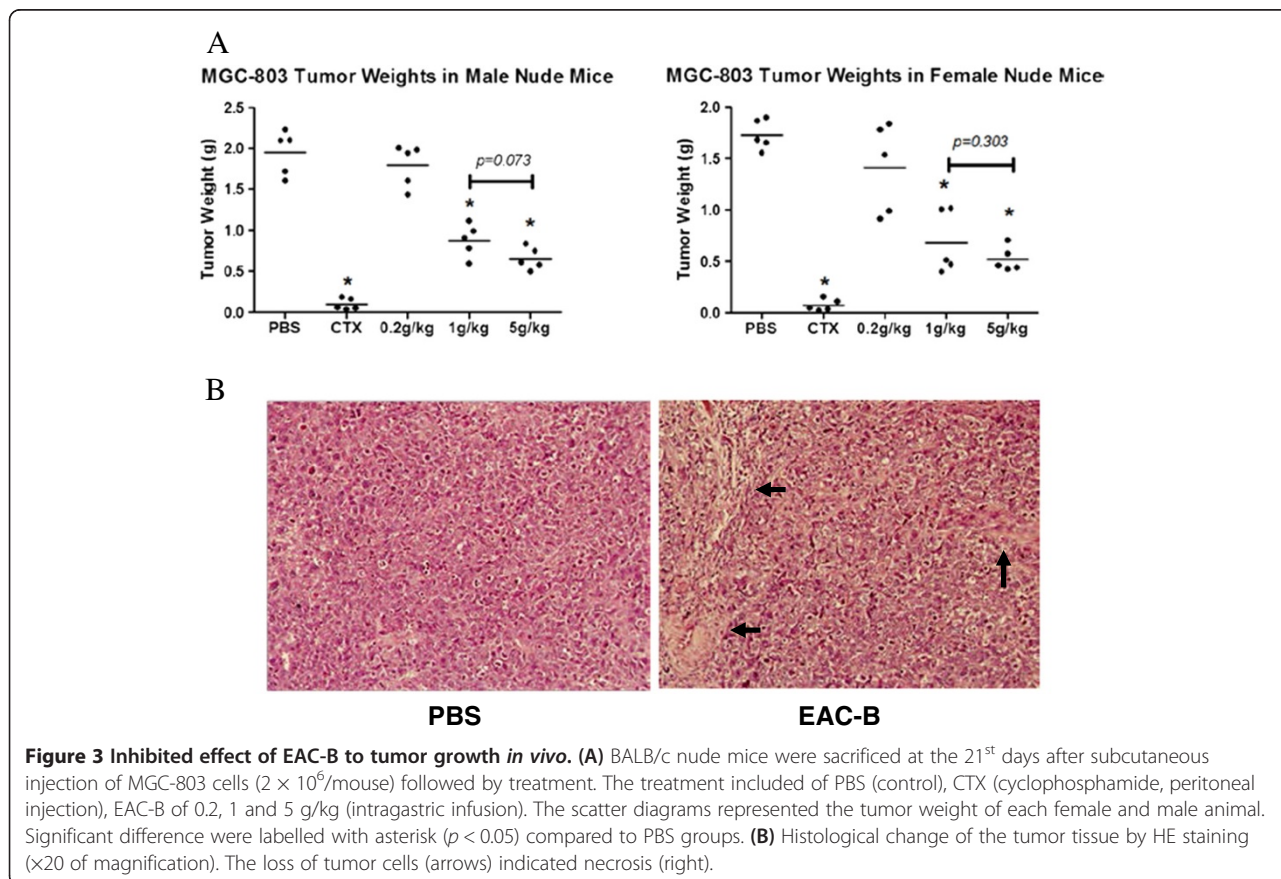 A
MGC-803 Tumor Weights in Male Nude Mice
Tumor Weight (g)
2.5
2.0
1.5
1.0
0.5
0.0
p=0.073
*
*
*
PBS CTX 0.2g/kg 1g/kg 5g/kg
MGC-803 Tumor Weights in Female Nude Mice
Tumor Weight (g)
2.0
1.5
1.0
0.5
0.0
p=0.303
*
*
*
PBS CTX 0.2g/kg 1g/kg 5g/kg
B
PBS
EAC-B
Figure 3 Inhibited effect of EAC-B to tumor growth in vivo. (A) BALB/c nude mice were sacrificed at the 21st days after subcutaneous
injection of MGC-803 cells (2 × 10⁶/mouse) followed by treatment. The treatment included of PBS (control), CTX (cyclophosphamide, peritoneal
injection), EAC-B of 0.2, 1 and 5 g/kg (intragastric infusion). The scatter diagrams represented the tumor weight of each female and male animal.
Significant difference were labelled with asterisk (p < 0.05) compared to PBS groups. (B) Histological change of the tumor tissue by HE staining
(×20 of magnification). The loss of tumor cells (arrows) indicated necrosis (right).